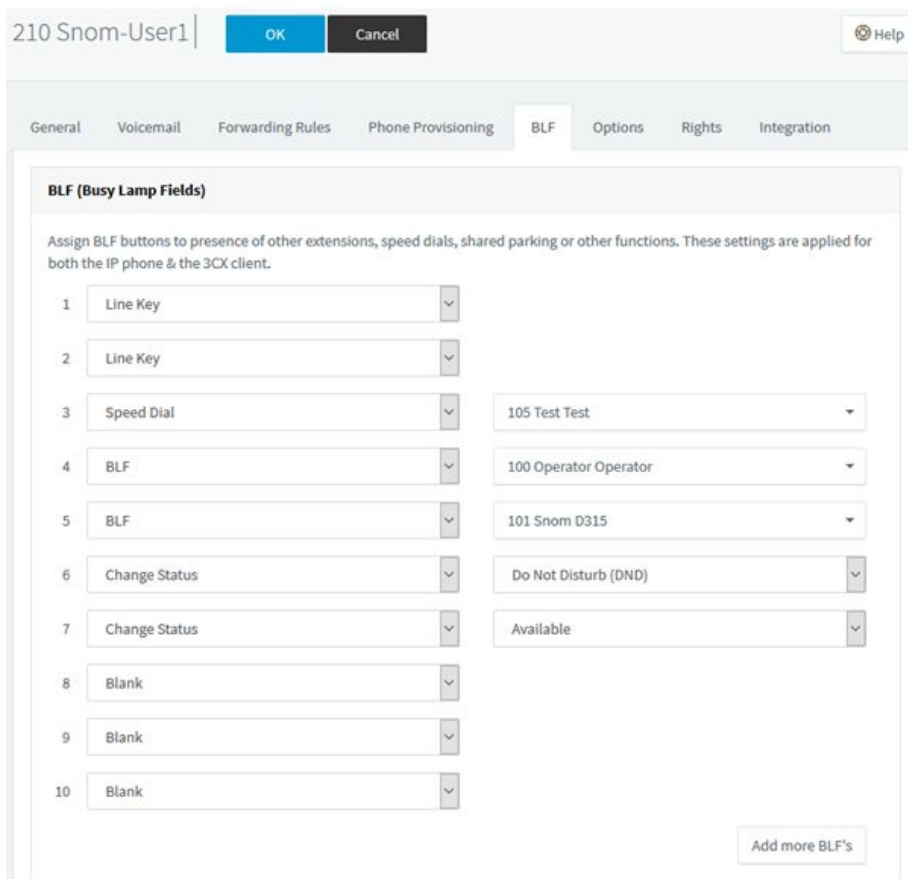 210 Snom-User1 OK Cancel Help
General Voicemail Forwarding Rules Phone Provisioning BLF Options Rights Integration
BLF (Busy Lamp Fields)
Assign BLF buttons to presence of other extensions, speed dials, shared parking or other functions. These settings are applied for
both the IP phone & the 3CX client.
1 Line Key
2 Line Key
3 Speed Dial 105 Test Test
4 BLF 100 Operator Operator
5 BLF 101 Snom D315
6 Change Status Do Not Disturb (DND)
7 Change Status Available
8 Blank
9 Blank
10 Blank
Add more BLF's